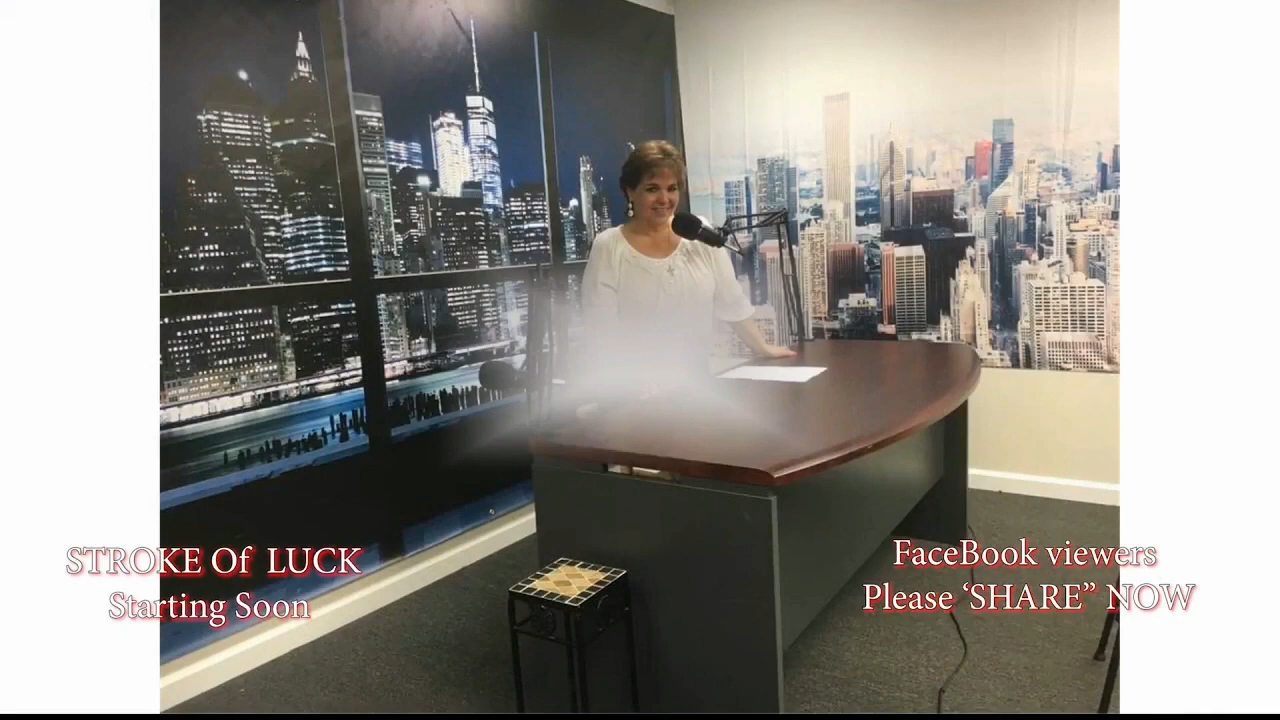 STROKE Of LUCK
Starting Soon
FaceBook viewers
Please ‘SHARE” NOW